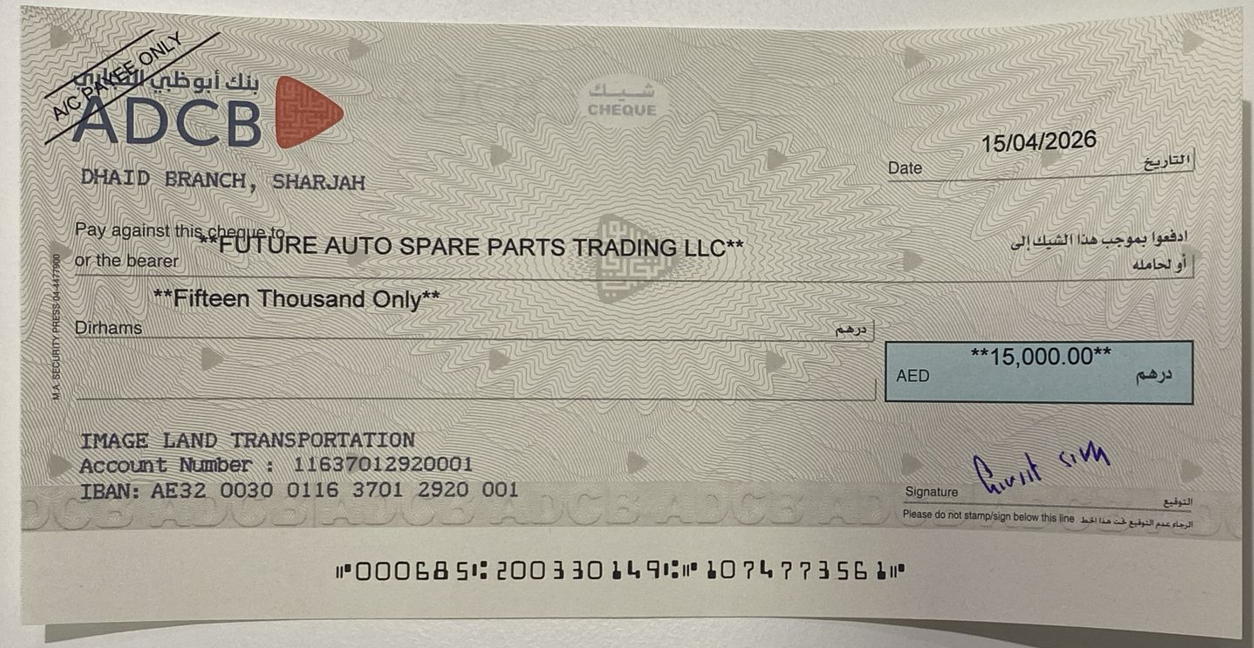 A/C PAYEE ONLY
بنك أبوظبي التجاري
ADCB
شيك
CHEQUE
DHAID BRANCH, SHARJAH
Date 15/04/2026 التاريخ
Pay against this cheque to ادفعوا بموجب هذا الشيك إلى
**FUTURE AUTO SPARE PARTS TRADING LLC**
or the bearer أو لحامله
**Fifteen Thousand Only**
Dirhams درهم
**15,000.00**
AED درهم
M.A. SECURITY PRESS
IMAGE LAND TRANSPORTATION
Account Number : 11637012920001
IBAN: AE32 0030 0116 3701 2920 001
Signature التوقيع
Please do not stamp/sign below this line الرجاء عدم التوقيع تحت هذا الخط
⑈000685⑆200330149⑆⑈1074773561⑈